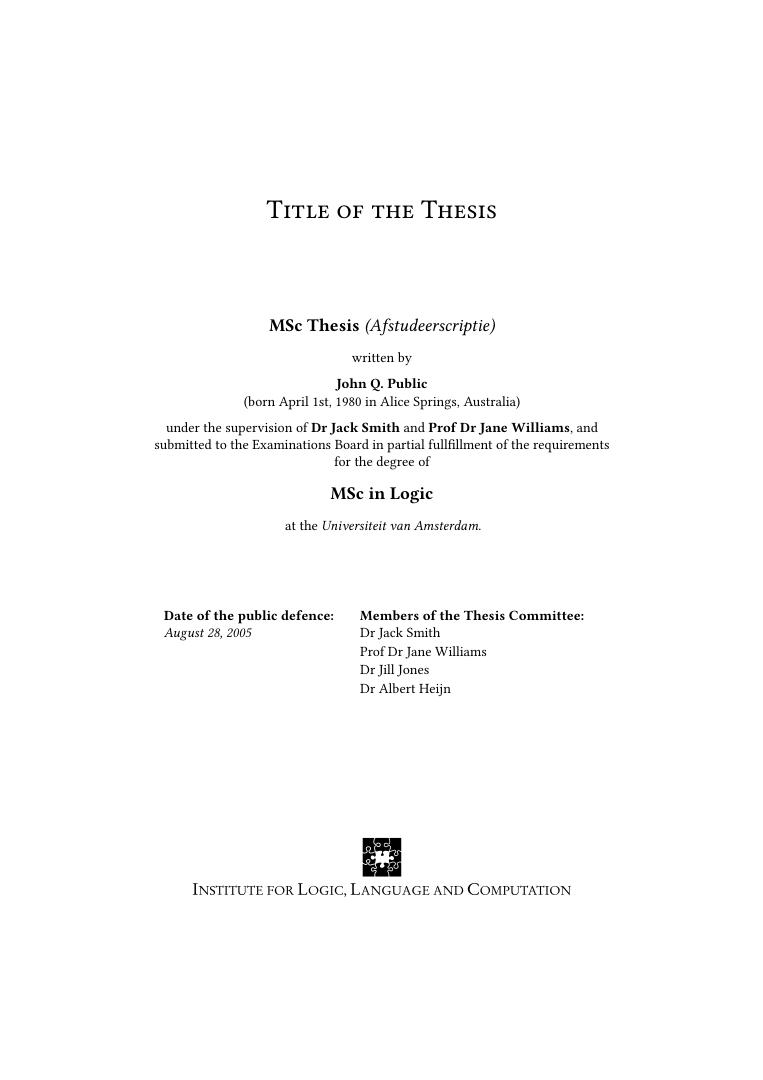 Title of the Thesis
MSc Thesis (Afstudeerscriptie)
written by
John Q. Public
(born April 1st, 1980 in Alice Springs, Australia)
under the supervision of Dr Jack Smith and Prof Dr Jane Williams, and
submitted to the Examinations Board in partial fullfillment of the requirements
for the degree of
MSc in Logic
at the Universiteit van Amsterdam.
Date of the public defence:
August 28, 2005
Members of the Thesis Committee:
Dr Jack Smith
Prof Dr Jane Williams
Dr Jill Jones
Dr Albert Heijn
Institute for Logic, Language and Computation